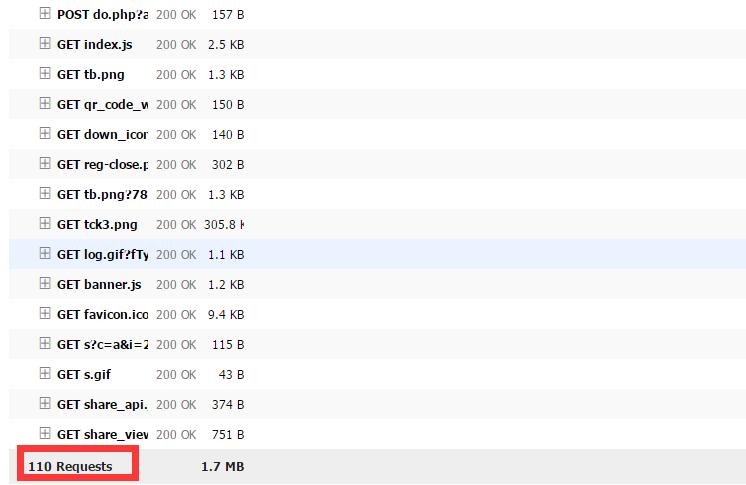 POST do.php?a 200 OK 157 B
GET index.js 200 OK 2.5 KB
GET tb.png 200 OK 1.3 KB
GET qr_code_w 200 OK 150 B
GET down_icon 200 OK 140 B
GET reg-close.p 200 OK 302 B
GET tb.png?78 200 OK 1.3 KB
GET tck3.png 200 OK 305.8 K
GET log.gif?fTy 200 OK 1.1 KB
GET banner.js 200 OK 1.2 KB
GET favicon.ico 200 OK 9.4 KB
GET s?c=a&i=2 200 OK 115 B
GET s.gif 200 OK 43 B
GET share_api. 200 OK 374 B
GET share_view 200 OK 751 B
110 Requests 1.7 MB